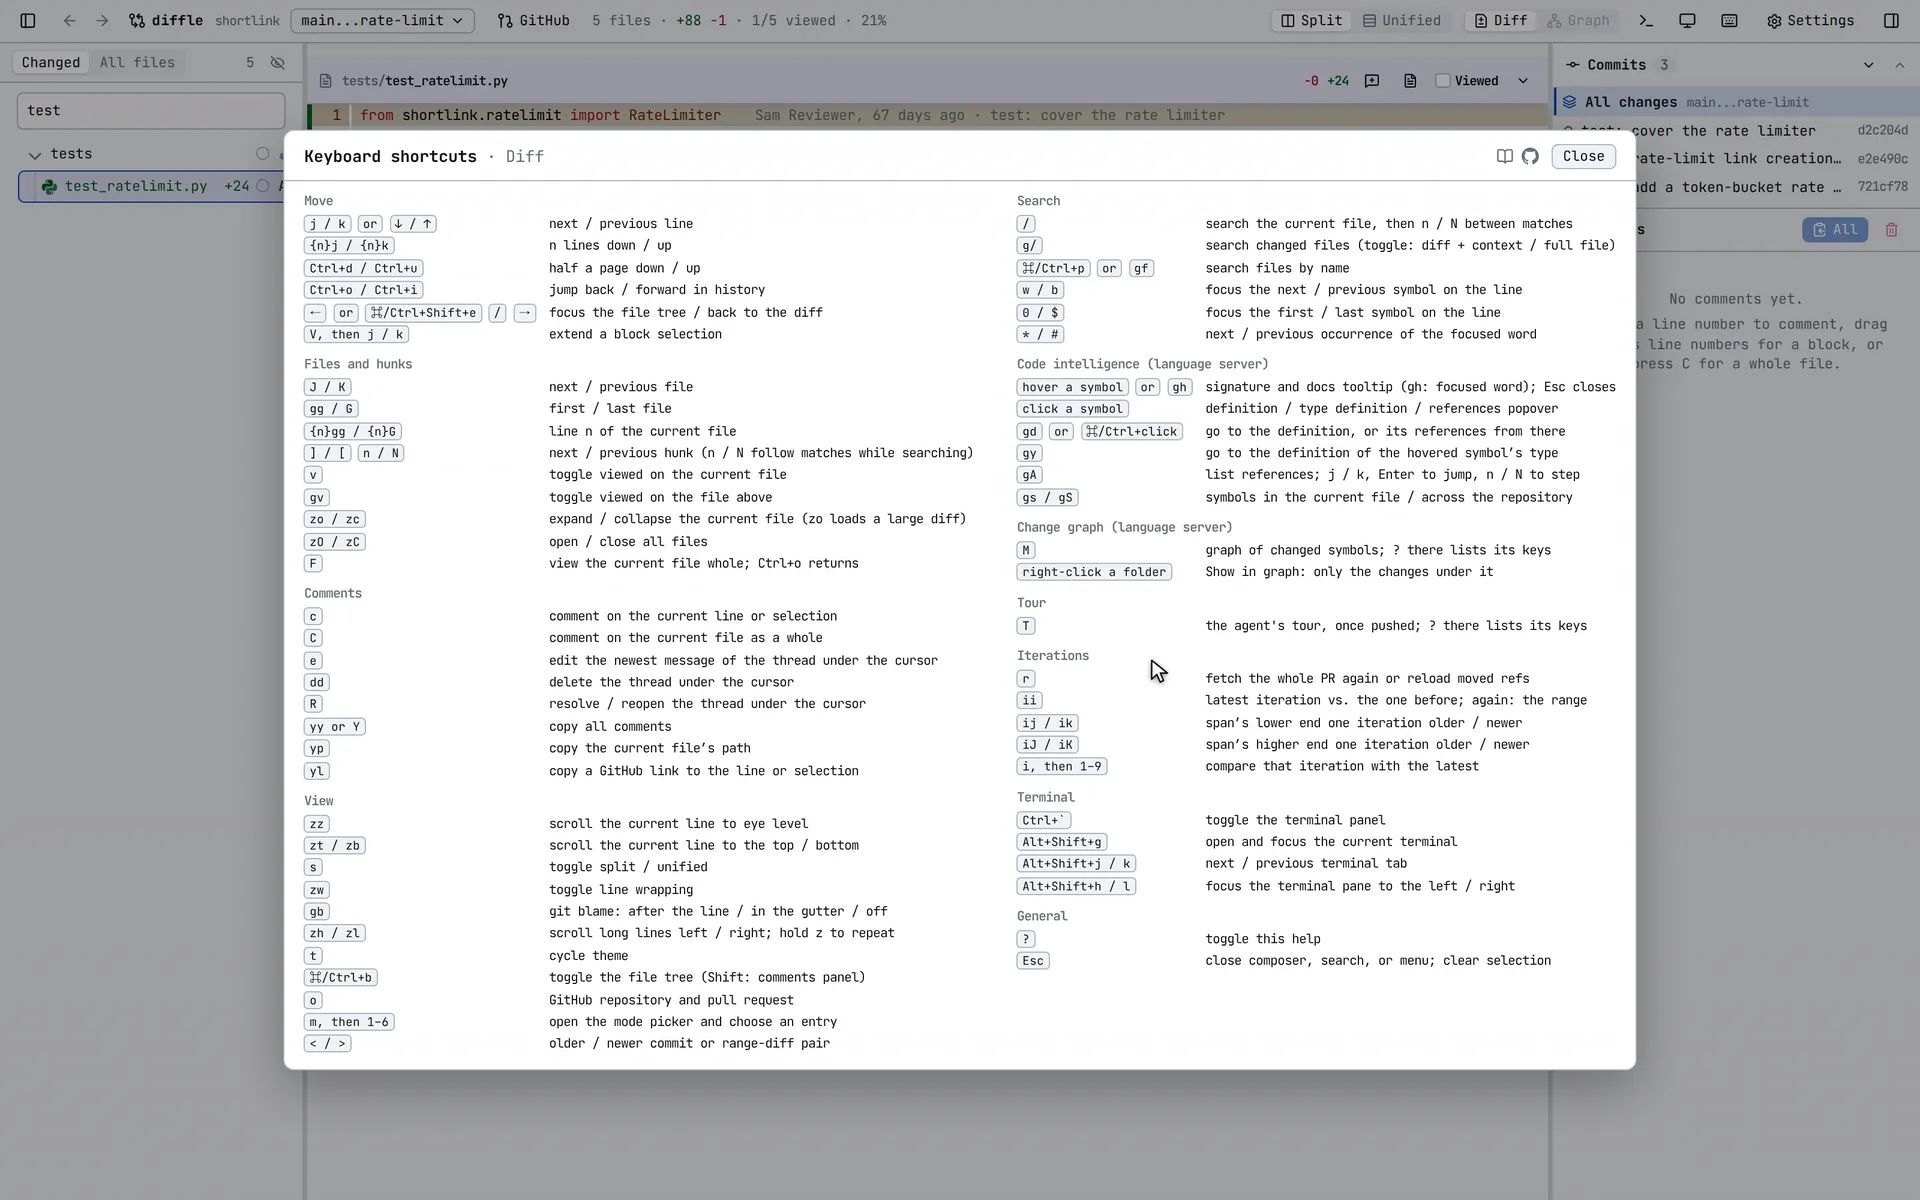 diffle shortlink main...rate-limit GitHub 5 files · +88 -1 · 1/5 viewed · 21% Split Unified Diff Graph Settings
Changed All files 5
test
tests
test_ratelimit.py +24
tests/test_ratelimit.py -0 +24 Viewed
1 from shortlink.ratelimit import RateLimiter Sam Reviewer, 67 days ago · test: cover the rate limiter
Commits 3
All changes main...rate-limit
test: cover the rate limiter d2c204d
rate-limit link creation… e2e490c
add a token-bucket rate … 721cf78
All
No comments yet.
a line number to comment, drag
line numbers for a block, or
press C for a whole file.
Keyboard shortcuts · Diff Close
Move
j / k or ↓ / ↑ next / previous line
{n}j / {n}k n lines down / up
Ctrl+d / Ctrl+u half a page down / up
Ctrl+o / Ctrl+i jump back / forward in history
← or ⌘/Ctrl+Shift+e / → focus the file tree / back to the diff
V, then j / k extend a block selection
Files and hunks
J / K next / previous file
gg / G first / last file
{n}gg / {n}G line n of the current file
] / [ n / N next / previous hunk (n / N follow matches while searching)
v toggle viewed on the current file
gv toggle viewed on the file above
zo / zc expand / collapse the current file (zo loads a large diff)
zO / zC open / close all files
F view the current file whole; Ctrl+o returns
Comments
c comment on the current line or selection
C comment on the current file as a whole
e edit the newest message of the thread under the cursor
dd delete the thread under the cursor
R resolve / reopen the thread under the cursor
yy or Y copy all comments
yp copy the current file’s path
yl copy a GitHub link to the line or selection
View
zz scroll the current line to eye level
zt / zb scroll the current line to the top / bottom
s toggle split / unified
zw toggle line wrapping
gb git blame: after the line / in the gutter / off
zh / zl scroll long lines left / right; hold z to repeat
t cycle theme
⌘/Ctrl+b toggle the file tree (Shift: comments panel)
o GitHub repository and pull request
m, then 1–6 open the mode picker and choose an entry
< / > older / newer commit or range-diff pair
Search
/ search the current file, then n / N between matches
g/ search changed files (toggle: diff + context / full file)
⌘/Ctrl+p or gf search files by name
w / b focus the next / previous symbol on the line
0 / $ focus the first / last symbol on the line
* / # next / previous occurrence of the focused word
Code intelligence (language server)
hover a symbol or gh signature and docs tooltip (gh: focused word); Esc closes
click a symbol definition / type definition / references popover
gd or ⌘/Ctrl+click go to the definition, or its references from there
gy go to the definition of the hovered symbol’s type
gA list references; j / k, Enter to jump, n / N to step
gs / gS symbols in the current file / across the repository
Change graph (language server)
M graph of changed symbols; ? there lists its keys
right-click a folder Show in graph: only the changes under it
Tour
T the agent's tour, once pushed; ? there lists its keys
Iterations
r fetch the whole PR again or reload moved refs
ii latest iteration vs. the one before; again: the range
ij / ik span’s lower end one iteration older / newer
iJ / iK span’s higher end one iteration older / newer
i, then 1–9 compare that iteration with the latest
Terminal
Ctrl+` toggle the terminal panel
Alt+Shift+g open and focus the current terminal
Alt+Shift+j / k next / previous terminal tab
Alt+Shift+h / l focus the terminal pane to the left / right
General
? toggle this help
Esc close composer, search, or menu; clear selection